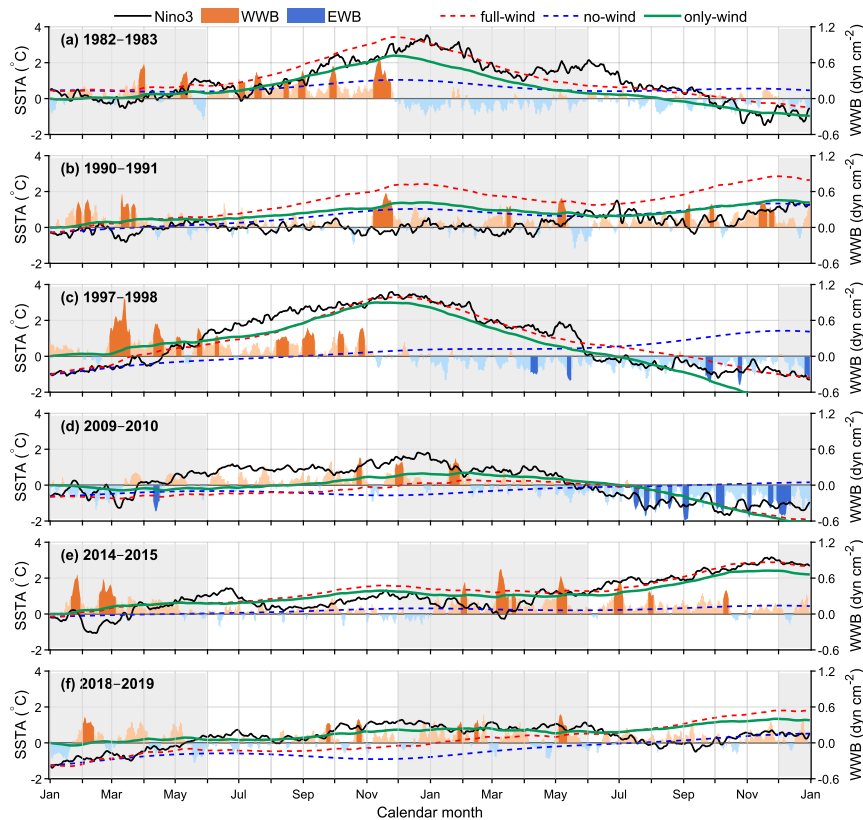 Nino3 WWB EWB full-wind no-wind only-wind
(a) 1982−1983
SSTA (°C)
4
2
0
-2
1.2
0.6
0.0
-0.6
WWB (dyn cm−2)
(b) 1990−1991
SSTA (°C)
4
2
0
-2
1.2
0.6
0.0
-0.6
WWB (dyn cm−2)
(c) 1997−1998
SSTA (°C)
4
2
0
-2
1.2
0.6
0.0
-0.6
WWB (dyn cm−2)
(d) 2009−2010
SSTA (°C)
4
2
0
-2
1.2
0.6
0.0
-0.6
WWB (dyn cm−2)
(e) 2014−2015
SSTA (°C)
4
2
0
-2
1.2
0.6
0.0
-0.6
WWB (dyn cm−2)
(f) 2018−2019
SSTA (°C)
4
2
0
-2
1.2
0.6
0.0
-0.6
WWB (dyn cm−2)
Jan Mar May Jul Sep Nov Jan Mar May Jul Sep Nov Jan
Calendar month